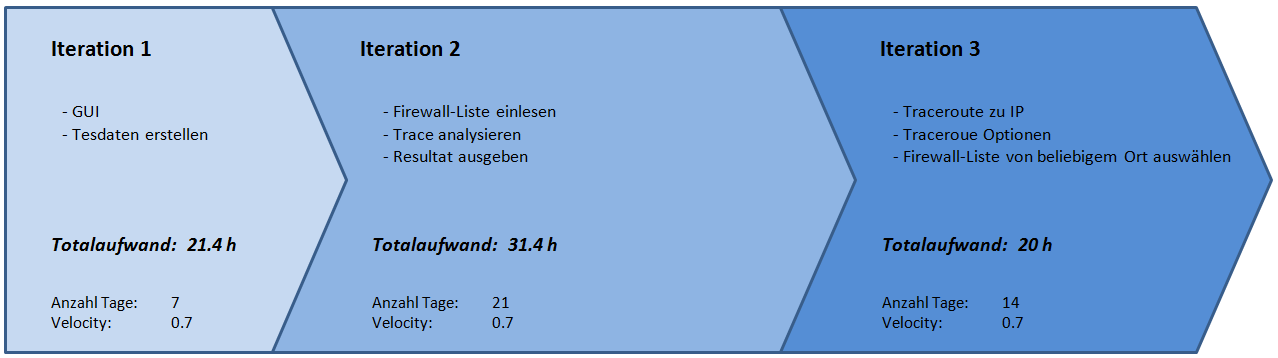 Iteration 1
- GUI
- Tesdaten erstellen
Totalaufwand: 21.4 h
Anzahl Tage: 7
Velocity: 0.7
Iteration 2
- Firewall-Liste einlesen
- Trace analysieren
- Resultat ausgeben
Totalaufwand: 31.4 h
Anzahl Tage: 21
Velocity: 0.7
Iteration 3
- Traceroute zu IP
- Traceroue Optionen
- Firewall-Liste von beliebigem Ort auswählen
Totalaufwand: 20 h
Anzahl Tage: 14
Velocity: 0.7